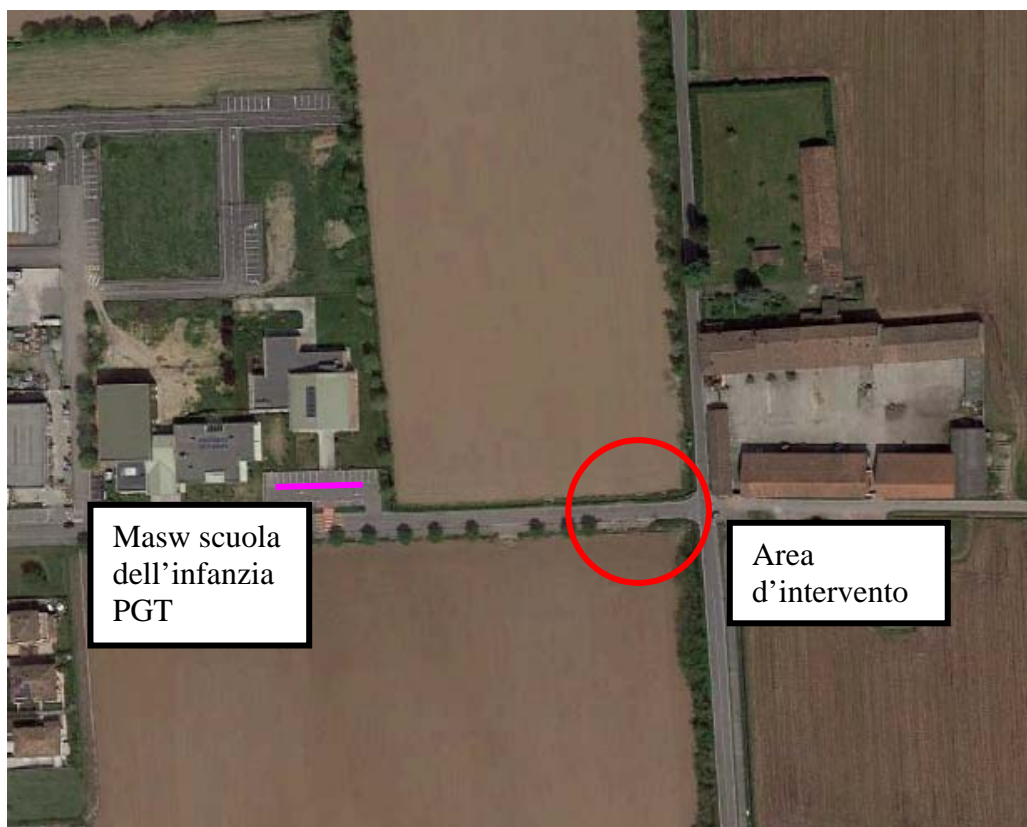 Masw scuola
dell’infanzia
PGT
Area
d’intervento